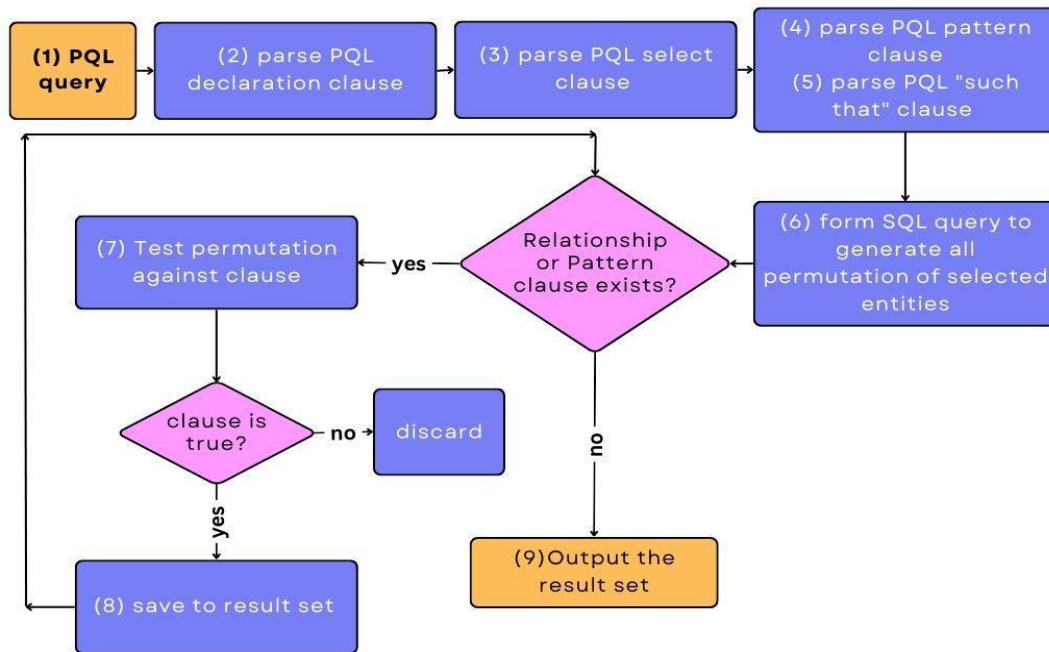 (1) PQL
query
(2) parse PQL
declaration clause
(3) parse PQL select
clause
(4) parse PQL pattern
clause
(5) parse PQL "such
that" clause
(6) form SQL query to
generate all
permutation of selected
entities
Relationship
or Pattern
clause exists?
yes
(7) Test permutation
against clause
clause is
true?
no
discard
yes
(8) save to result set
no
(9)Output the
result set